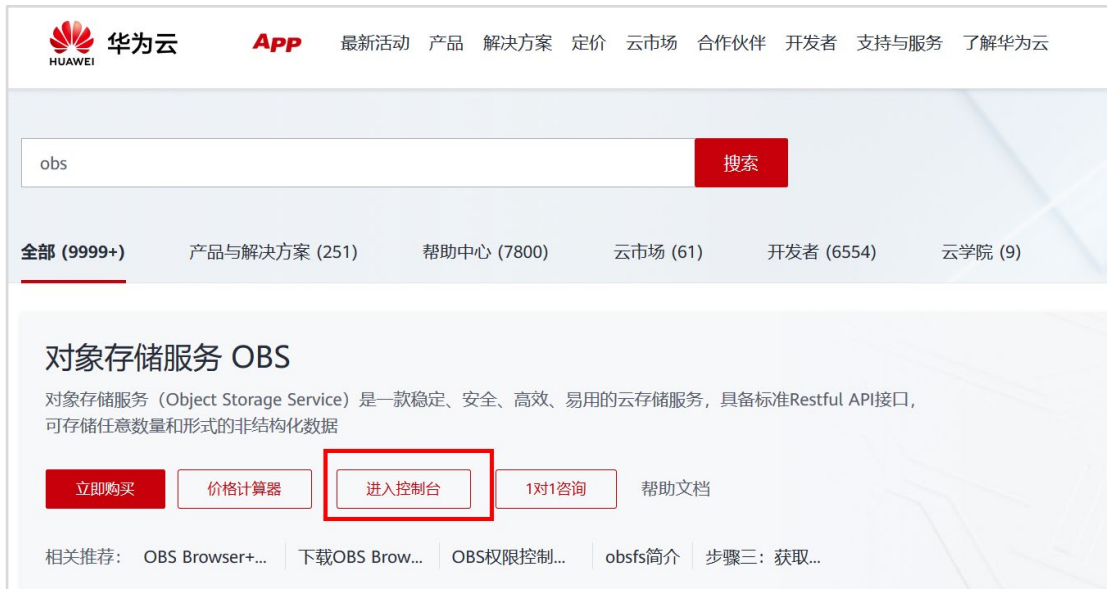 华为云 APP 最新活动 产品 解决方案 定价 云市场 合作伙伴 开发者 支持与服务 了解华为云
HUAWEI
obs 搜索
全部 (9999+) 产品与解决方案 (251) 帮助中心 (7800) 云市场 (61) 开发者 (6554) 云学院 (9)
对象存储服务 OBS
对象存储服务（Object Storage Service）是一款稳定、安全、高效、易用的云存储服务，具备标准Restful API接口，
可存储任意数量和形式的非结构化数据
立即购买 价格计算器 进入控制台 1对1咨询 帮助文档
相关推荐： OBS Browser+... 下载OBS Brow... OBS权限控制... obsfs简介 步骤三：获取...